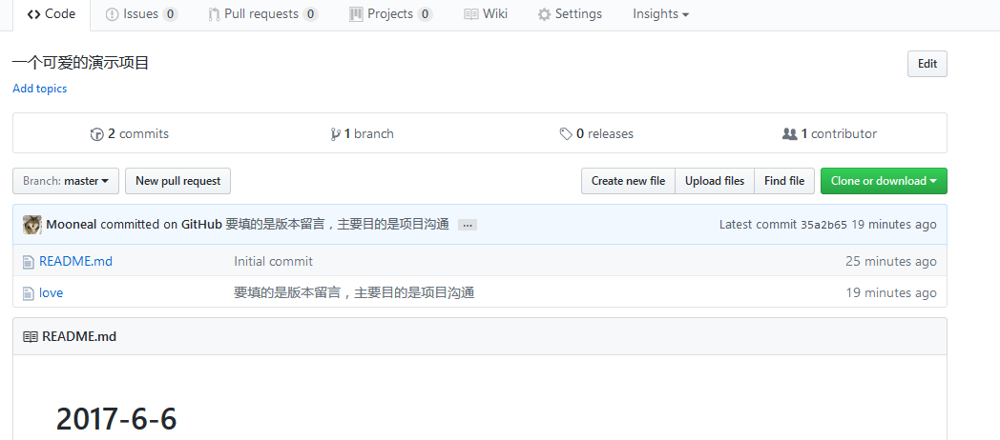 Code Issues 0 Pull requests 0 Projects 0 Wiki Settings Insights
一个可爱的演示项目 Edit
Add topics
2 commits 1 branch 0 releases 1 contributor
Branch: master New pull request Create new file Upload files Find file Clone or download
Mooneal committed on GitHub 要填的是版本留言，主要目的是项目沟通 … Latest commit 35a2b65 19 minutes ago
README.md Initial commit 25 minutes ago
love 要填的是版本留言，主要目的是项目沟通 19 minutes ago
README.md
2017-6-6